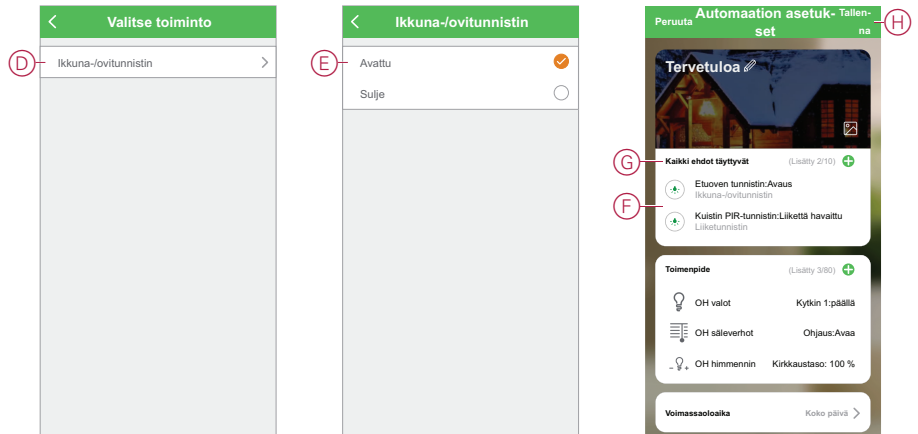 Valitse toiminto
D
Ikkuna-/ovitunnistin
Ikkuna-/ovitunnistin
E
Avattu
Sulje
Peruuta
Automaation asetuk-
set
Tallen-
na
H
Tervetuloa
G
Kaikki ehdot täyttyvät
(Lisätty 2/10)
F
Etuoven tunnistin:Avaus
Ikkuna-/ovitunnistin
Kuistin PIR-tunnistin:Liikettä havaittu
Liiketunnistin
Toimenpide
(Lisätty 3/80)
OH valot
Kytkin 1:päällä
OH säleverhot
Ohjaus:Avaa
OH himmennin
Kirkkaustaso: 100 %
Voimassaoloaika
Koko päivä